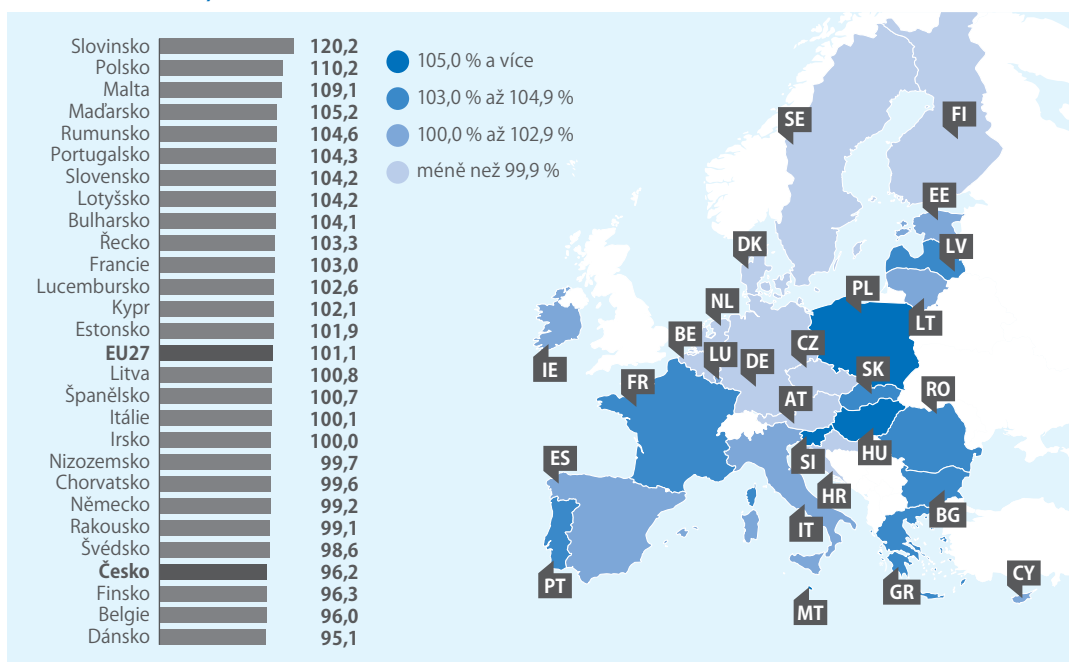 Slovinsko 120,2
Polsko 110,2
Malta 109,1
Maďarsko 105,2
Rumunsko 104,6
Portugalsko 104,3
Slovensko 104,2
Lotyšsko 104,2
Bulharsko 104,1
Řecko 103,3
Francie 103,0
Lucembursko 102,6
Kypr 102,1
Estonsko 101,9
EU27 101,1
Litva 100,8
Španělsko 100,7
Itálie 100,1
Irsko 100,0
Nizozemsko 99,7
Chorvatsko 99,6
Německo 99,2
Rakousko 99,1
Švédsko 98,6
Česko 96,2
Finsko 96,3
Belgie 96,0
Dánsko 95,1
105,0 % a více
103,0 % až 104,9 %
100,0 % až 102,9 %
méně než 99,9 %
SE
FI
EE
DK
LV
PL
NL
LT
BE
LU
CZ
DE
SK
IE
FR
AT
RO
ES
SI
HU
HR
IT
BG
PT
CY
GR
MT